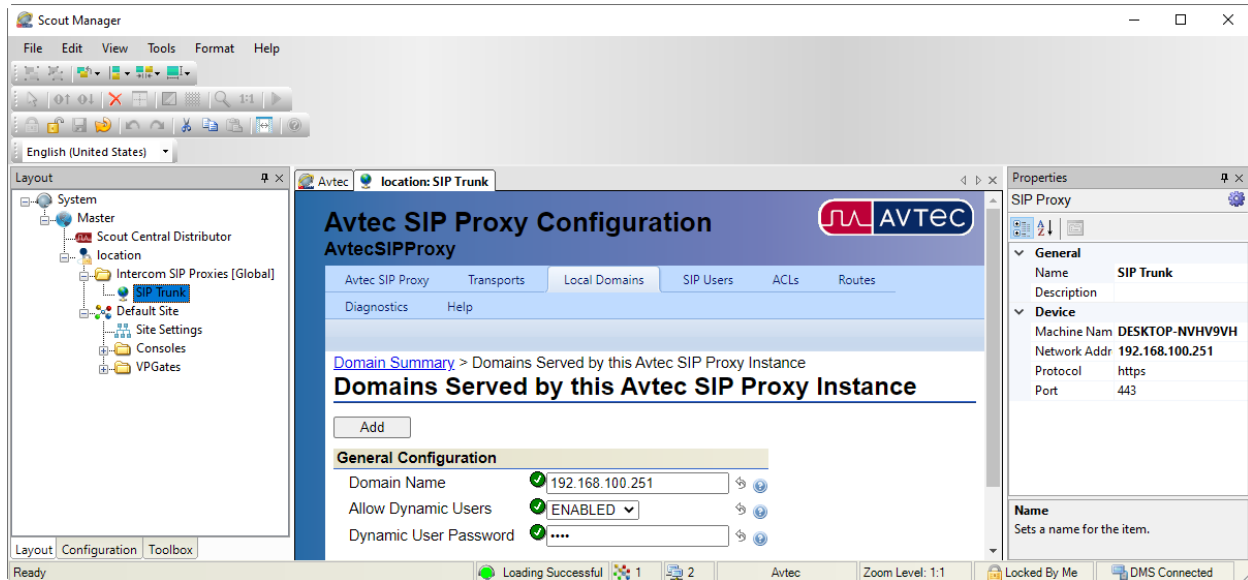 Scout Manager
File Edit View Tools Format Help
1:1
English (United States)
Layout
System
Master
Scout Central Distributor
location
Intercom SIP Proxies [Global]
SIP Trunk
Default Site
Site Settings
Consoles
VPGates
Layout Configuration Toolbox
Avtec location: SIP Trunk
Avtec SIP Proxy Configuration
AvtecSIPProxy
AVTEC
Avtec SIP Proxy Transports Local Domains SIP Users ACLs Routes
Diagnostics Help
Domain Summary > Domains Served by this Avtec SIP Proxy Instance
Domains Served by this Avtec SIP Proxy Instance
Add
General Configuration
Domain Name 192.168.100.251
Allow Dynamic Users ENABLED
Dynamic User Password ••••
Properties
SIP Proxy
General
Name SIP Trunk
Description
Device
Machine Nam DESKTOP-NVHV9VH
Network Addr 192.168.100.251
Protocol https
Port 443
Name
Sets a name for the item.
Ready Loading Successful 1 2 Avtec Zoom Level: 1:1 Locked By Me DMS Connected